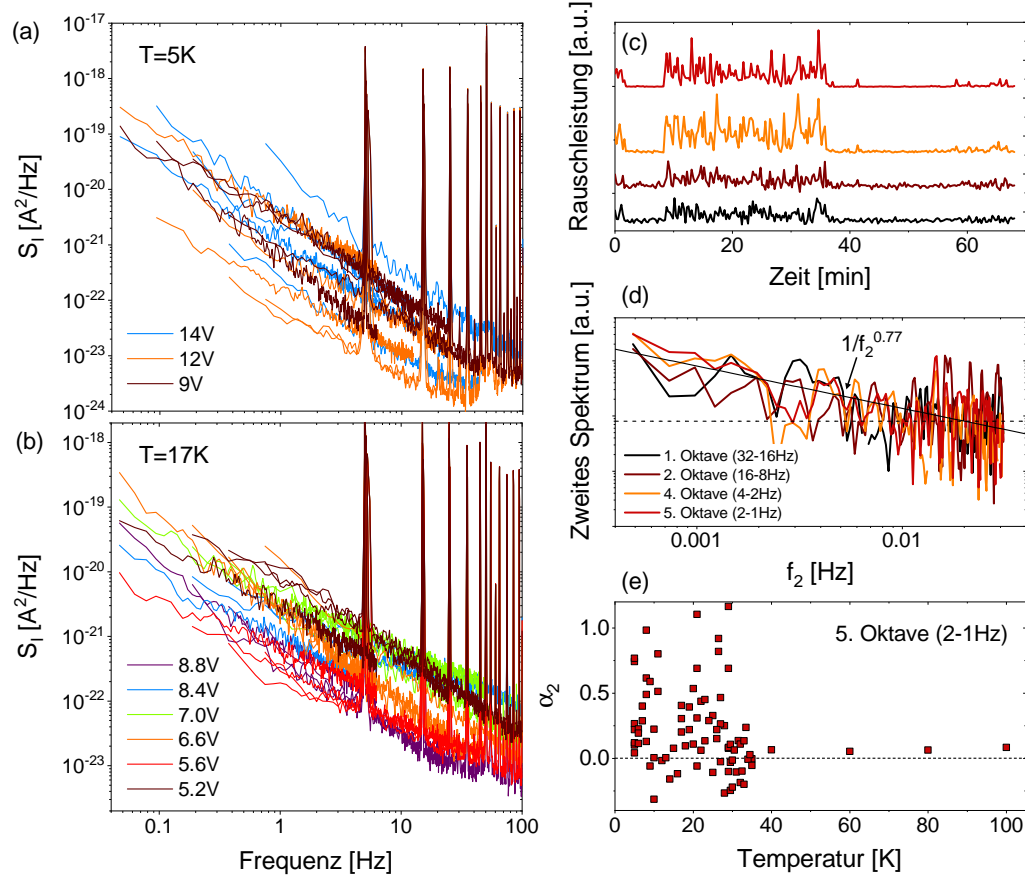 (a)
T=5K
10-17
10-18
10-19
10-20
10-21
10-22
10-23
10-24
S_I [A²/Hz]
14V
12V
9V
(b)
T=17K
10-18
10-19
10-20
10-21
10-22
10-23
S_I [A²/Hz]
8.8V
8.4V
7.0V
6.6V
5.6V
5.2V
0.1 1 10 100
Frequenz [Hz]
(c)
Rauschleistung [a.u.]
0 20 40 60
Zeit [min]
(d)
Zweites Spektrum [a.u.]
1/f₂^0.77
1. Oktave (32-16Hz)
2. Oktave (16-8Hz)
4. Oktave (4-2Hz)
5. Oktave (2-1Hz)
0.001 0.01
f₂ [Hz]
(e)
5. Oktave (2-1Hz)
α₂
1.0
0.5
0.0
0 20 40 60 80 100
Temperatur [K]